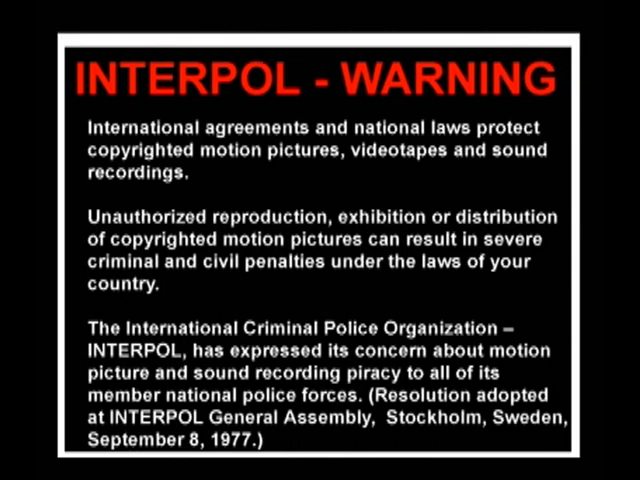 INTERPOL - WARNING
International agreements and national laws protect
copyrighted motion pictures, videotapes and sound
recordings.
Unauthorized reproduction, exhibition or distribution
of copyrighted motion pictures can result in severe
criminal and civil penalties under the laws of your
country.
The International Criminal Police Organization –
INTERPOL, has expressed its concern about motion
picture and sound recording piracy to all of its
member national police forces. (Resolution adopted
at INTERPOL General Assembly, Stockholm, Sweden,
September 8, 1977.)